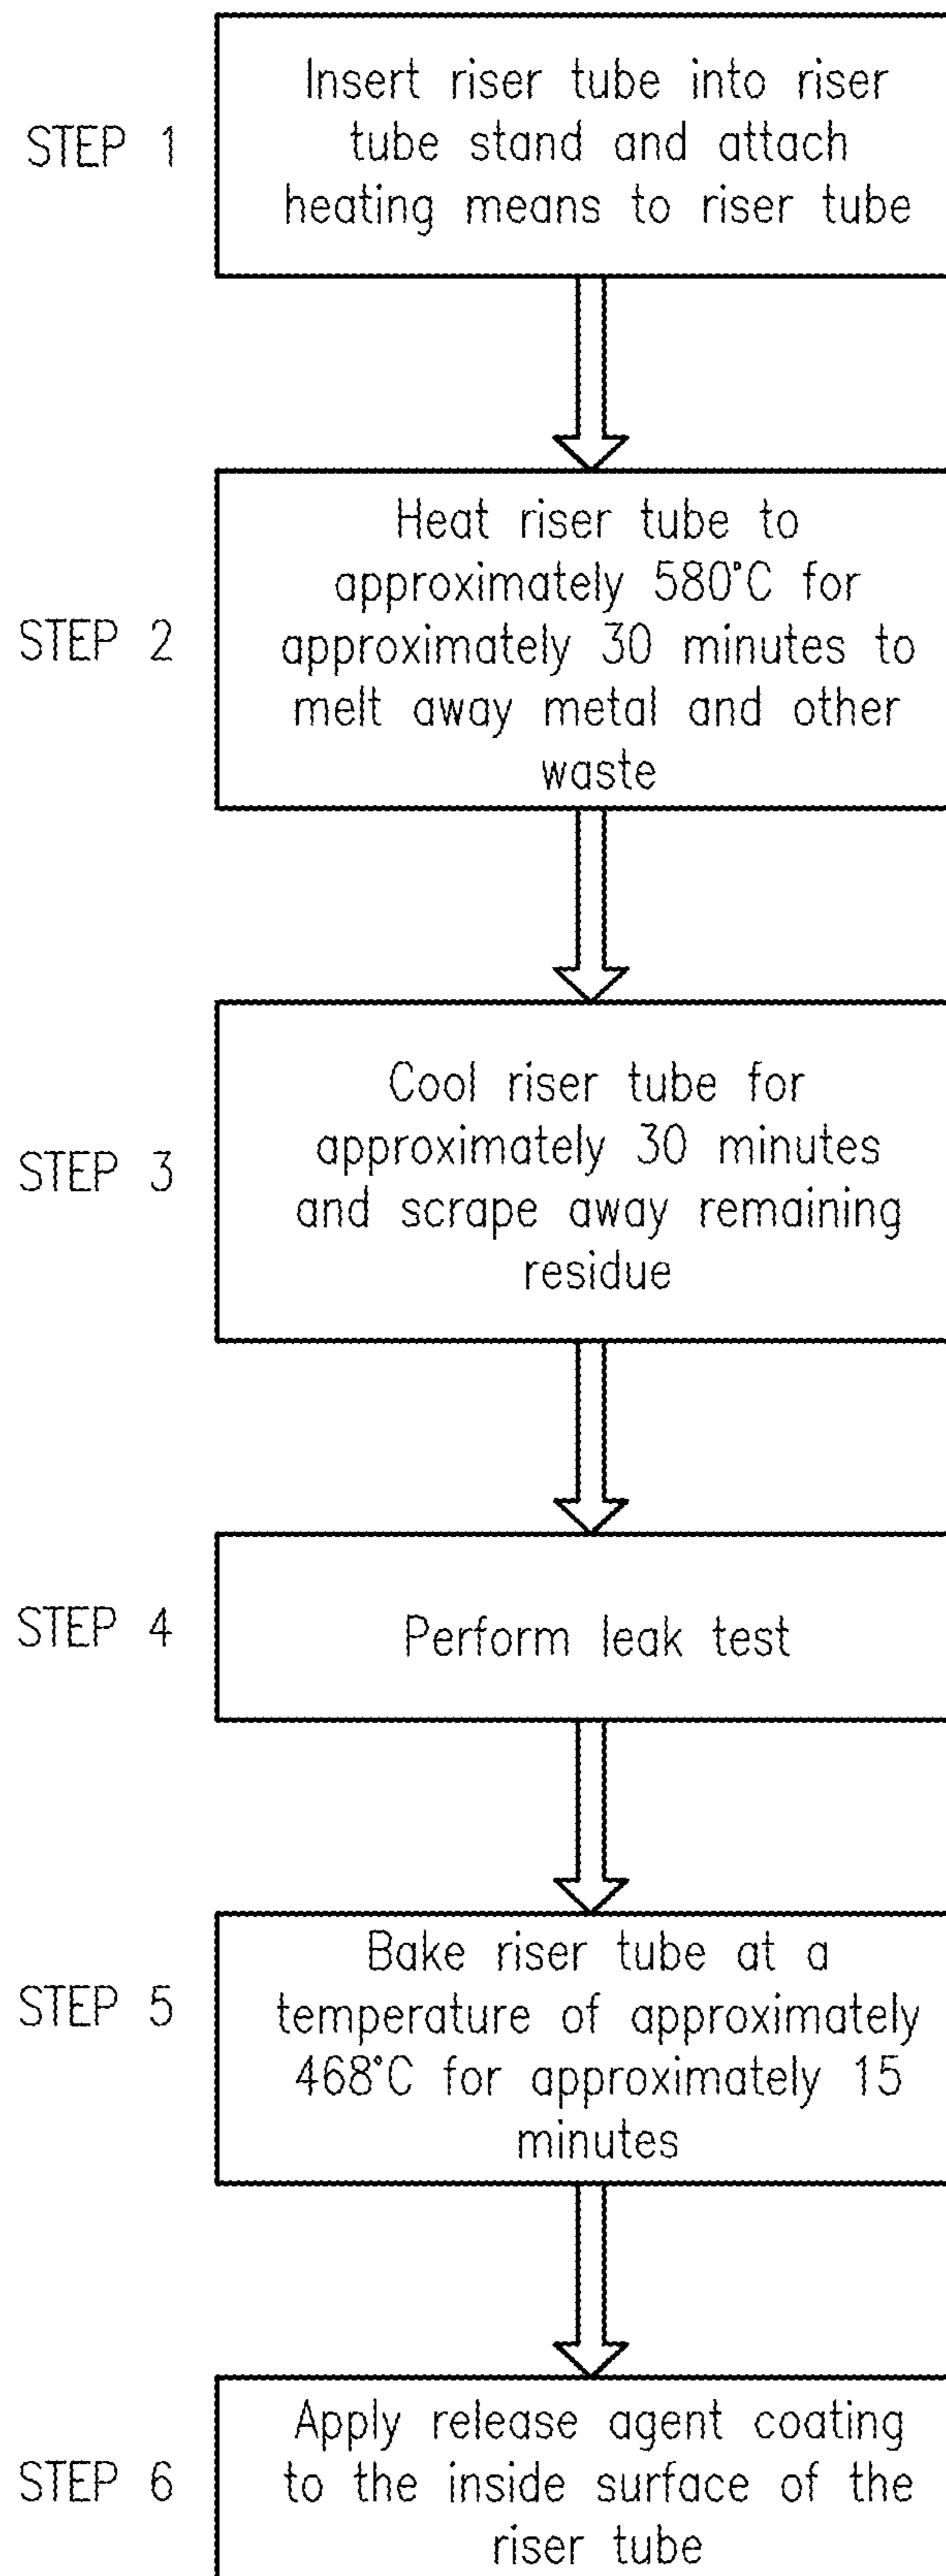 STEP 1
Insert riser tube into riser
tube stand and attach
heating means to riser tube
STEP 2
Heat riser tube to
approximately 580°C for
approximately 30 minutes to
melt away metal and other
waste
STEP 3
Cool riser tube for
approximately 30 minutes
and scrape away remaining
residue
STEP 4
Perform leak test
STEP 5
Bake riser tube at a
temperature of approximately
468°C for approximately 15
minutes
STEP 6
Apply release agent coating
to the inside surface of the
riser tube